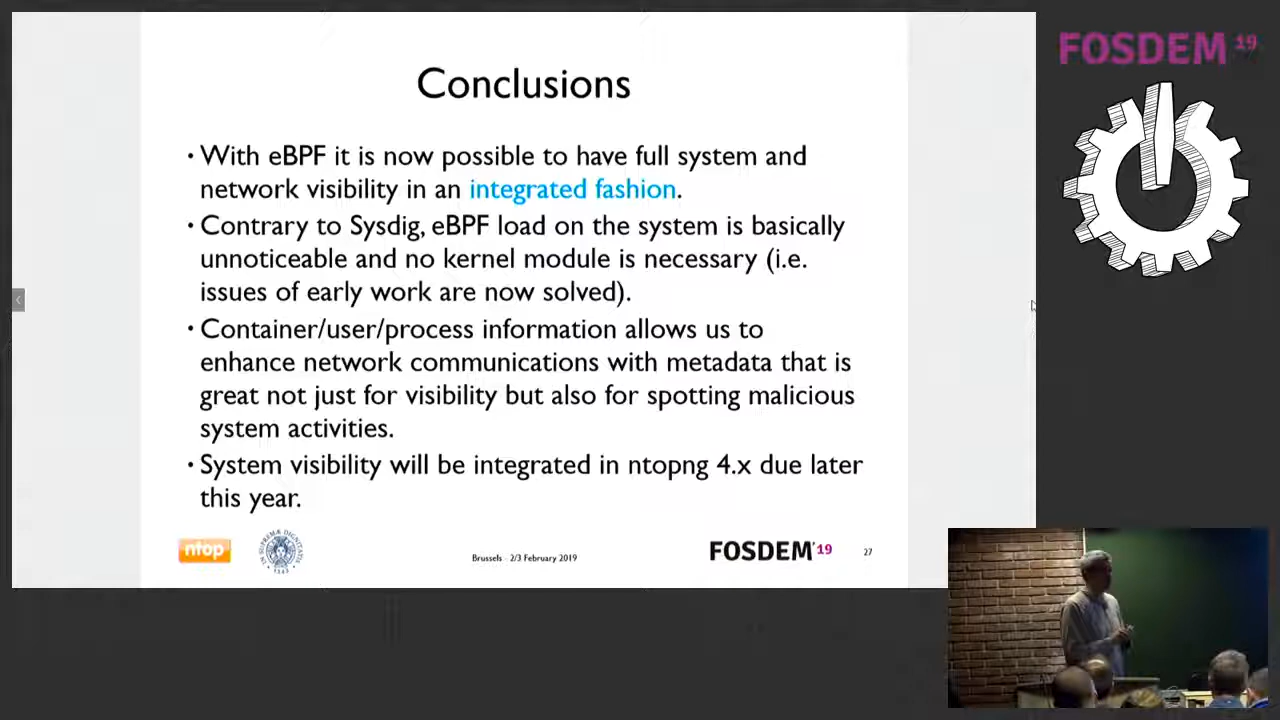 FOSDEM 19
Conclusions
• With eBPF it is now possible to have full system and
network visibility in an integrated fashion.
• Contrary to Sysdig, eBPF load on the system is basically
unnoticeable and no kernel module is necessary (i.e.
issues of early work are now solved).
• Container/user/process information allows us to
enhance network communications with metadata that is
great not just for visibility but also for spotting malicious
system activities.
• System visibility will be integrated in ntopng 4.x due later
this year.
ntop
Brussels - 2/3 February 2019
FOSDEM'19
27